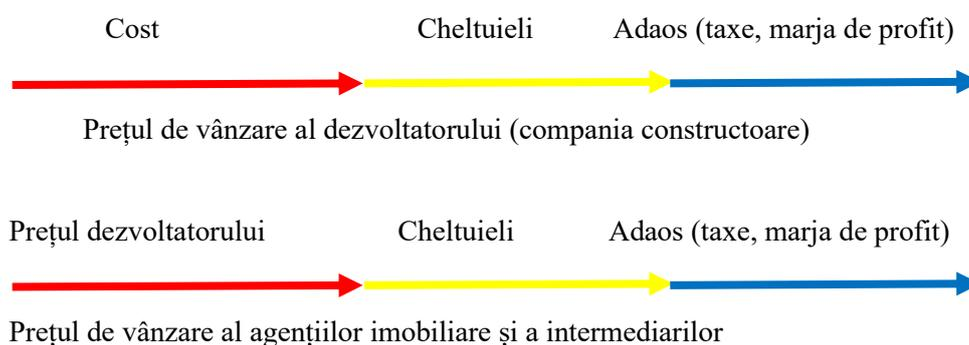 Cost Cheltuieli Adaos (taxe, marja de profit)
Prețul de vânzare al dezvoltatorului (compania constructoare)
Prețul dezvoltatorului Cheltuieli Adaos (taxe, marja de profit)
Prețul de vânzare al agențiilor imobiliare și a intermediarilor